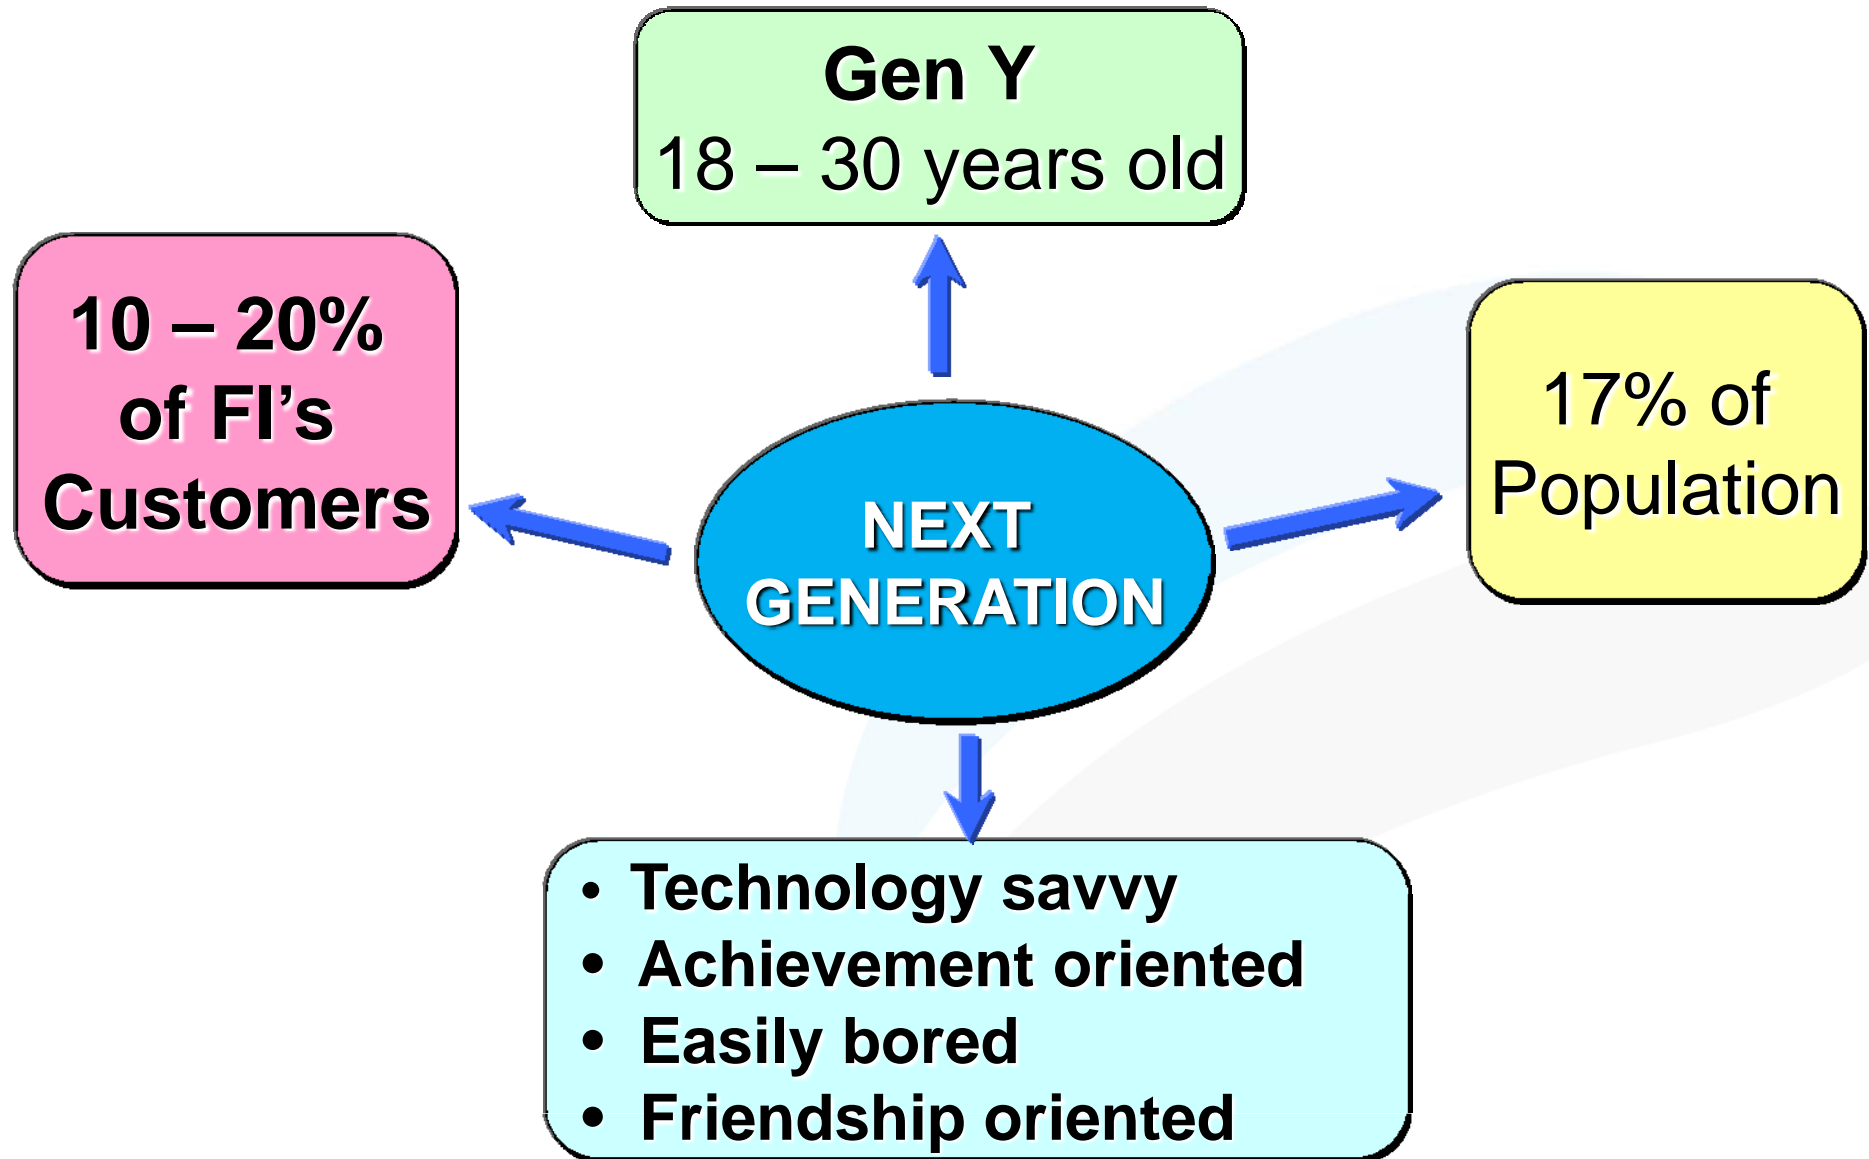 Gen Y
18 – 30 years old
10 – 20%
of FI’s
Customers
17% of
Population
NEXT
GENERATION
• Technology savvy
• Achievement oriented
• Easily bored
• Friendship oriented